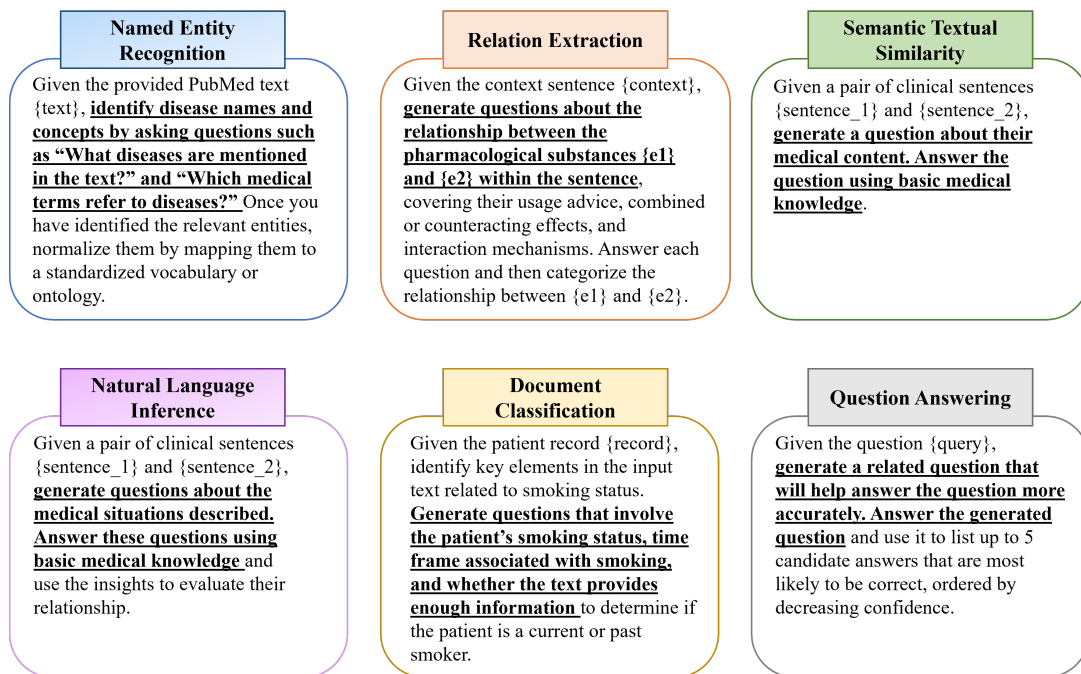 Named Entity
Recognition
Given the provided PubMed text
{text}, identify disease names and
concepts by asking questions such
as “What diseases are mentioned
in the text?” and “Which medical
terms refer to diseases?” Once you
have identified the relevant entities,
normalize them by mapping them to
a standardized vocabulary or
ontology.
Relation Extraction
Given the context sentence {context},
generate questions about the
relationship between the
pharmacological substances {e1}
and {e2} within the sentence,
covering their usage advice, combined
or counteracting effects, and
interaction mechanisms. Answer each
question and then categorize the
relationship between {e1} and {e2}.
Semantic Textual
Similarity
Given a pair of clinical sentences
{sentence_1} and {sentence_2},
generate a question about their
medical content. Answer the
question using basic medical
knowledge.
Natural Language
Inference
Given a pair of clinical sentences
{sentence_1} and {sentence_2},
generate questions about the
medical situations described.
Answer these questions using
basic medical knowledge and
use the insights to evaluate their
relationship.
Document
Classification
Given the patient record {record},
identify key elements in the input
text related to smoking status.
Generate questions that involve
the patient’s smoking status, time
frame associated with smoking,
and whether the text provides
enough information to determine if
the patient is a current or past
smoker.
Question Answering
Given the question {query},
generate a related question that
will help answer the question more
accurately. Answer the generated
question and use it to list up to 5
candidate answers that are most
likely to be correct, ordered by
decreasing confidence.